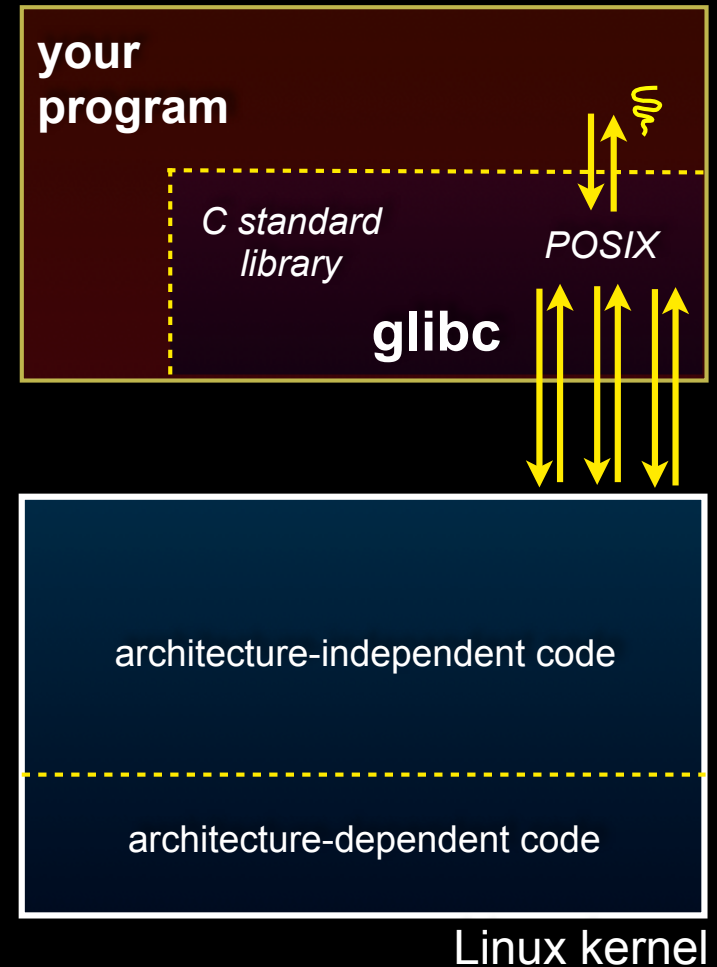 your
program
C standard
library
POSIX
glibc
architecture-independent code
architecture-dependent code
Linux kernel